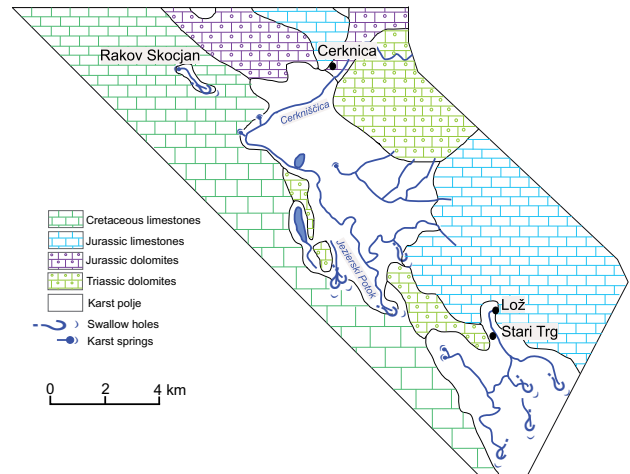 Rakov Skocjan
Cerknica
Cerkniščica
Jezierski Potok
Lož
Stari Trg
Cretaceous limestones
Jurassic limestones
Jurassic dolomites
Triassic dolomites
Karst polje
Swallow holes
Karst springs
0 2 4 km